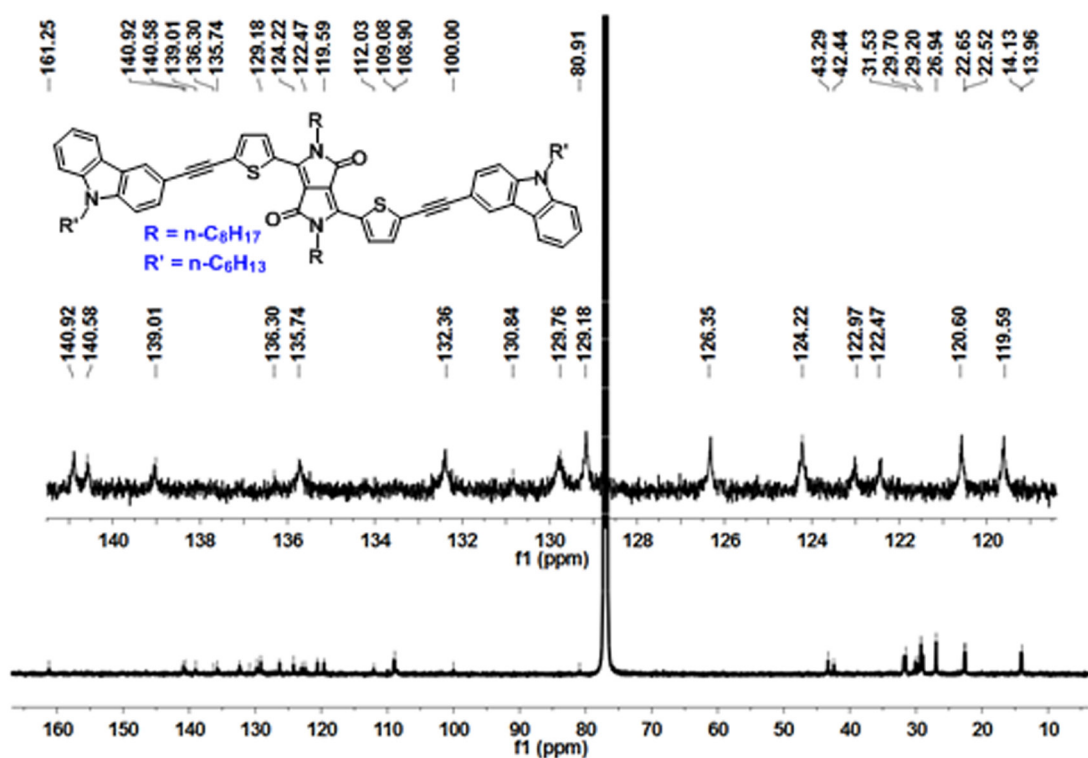 161.25 140.92 140.58 139.01 136.30 135.74 129.18 124.22 122.47 119.59 112.03 109.08 108.90 100.00 80.91 43.29 42.44 31.53 29.70 29.20 26.94 22.65 22.52 14.13 13.96
R
N
O
S
S
O
N
R
N
R'
R'
N
R = n-C8H17
R' = n-C6H13
140.92 140.58 139.01 136.30 135.74 132.36 130.84 129.76 129.18 126.35 124.22 122.97 122.47 120.60 119.59
140 138 136 134 132 130 128 126 124 122 120
f1 (ppm)
160 150 140 130 120 110 100 90 80 70 60 50 40 30 20 10
f1 (ppm)